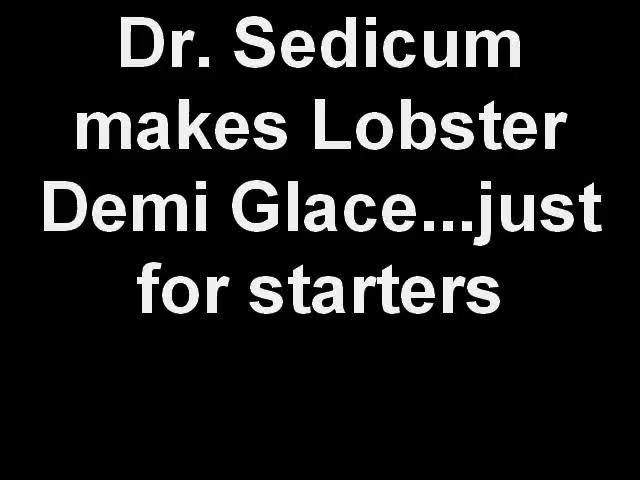 Dr. Sedicum
makes Lobster
Demi Glace...just
for starters